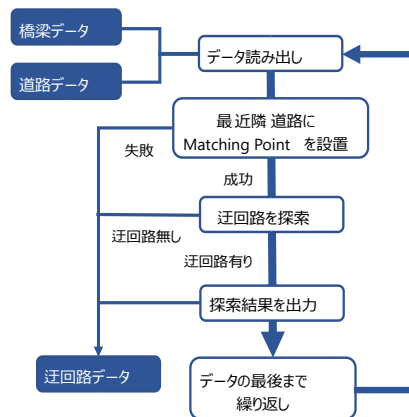 橋梁データ
データ読み出し
道路データ
最近隣 道路に
Matching Point を設置
失敗
成功
迂回路を探索
迂回路無し
迂回路有り
探索結果を出力
迂回路データ
データの最後まで
繰り返し